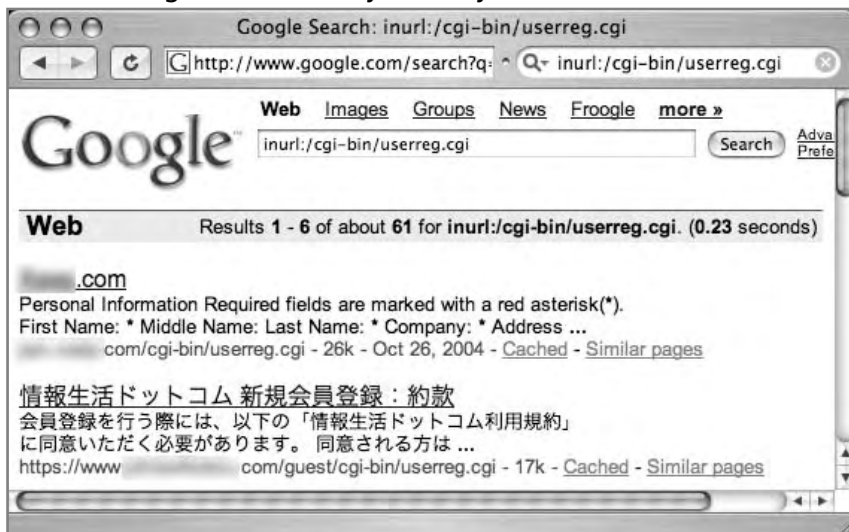 Google Search: inurl:/cgi-bin/userreg.cgi
http://www.google.com/search?q= inurl:/cgi-bin/userreg.cgi
Web Images Groups News Froogle more »
Google™ inurl:/cgi-bin/userreg.cgi Search
Web Results 1 - 6 of about 61 for inurl:/cgi-bin/userreg.cgi. (0.23 seconds)
.com
Personal Information Required fields are marked with a red asterisk(*).
First Name: * Middle Name: Last Name: * Company: * Address ...
com/cgi-bin/userreg.cgi - 26k - Oct 26, 2004 - Cached - Similar pages
情報生活ドットコム 新規会員登録：約款
会員登録を行う際には、以下の「情報生活ドットコム利用規約」
に同意いただく必要があります。 同意される方は ...
https://www com/guest/cgi-bin/userreg.cgi - 17k - Cached - Similar pages